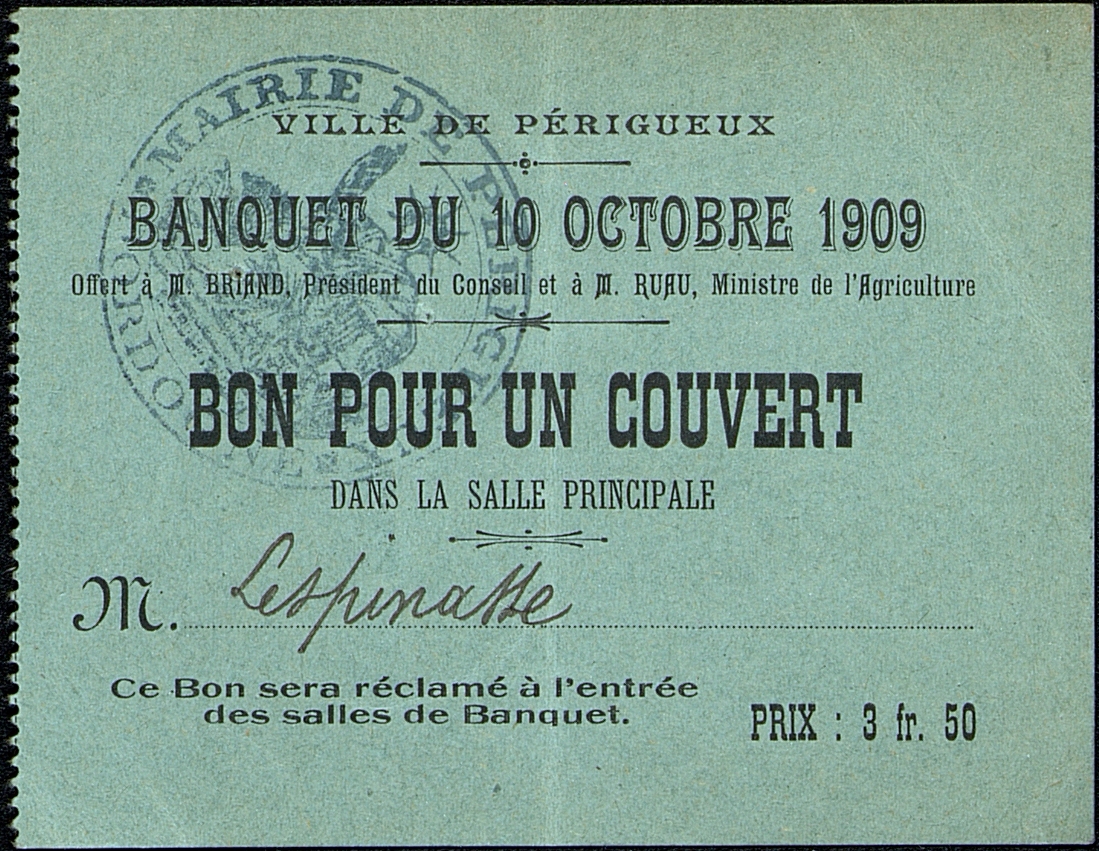 VILLE DE PÉRIGUEUX
BANQUET DU 10 OCTOBRE 1909
Offert à M. BRIAND, Président du Conseil et à M. RUAU, Ministre de l'Agriculture
BON POUR UN COUVERT
DANS LA SALLE PRINCIPALE
M. Lespinasse
Ce Bon sera réclamé à l'entrée
des salles de Banquet.
PRIX : 3 fr. 50
MAIRIE DE PÉRIGUEUX
DORDOGNE